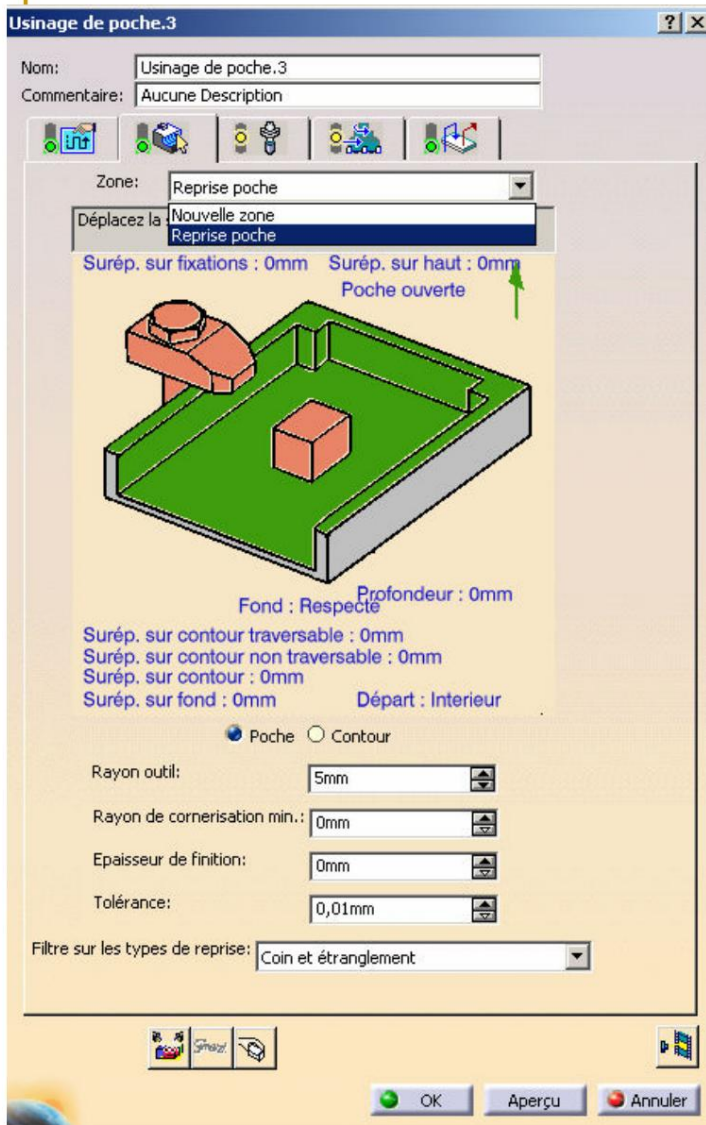 Usinage de poche.3
Nom: Usinage de poche.3
Commentaire: Aucune Description
Zone: Reprise poche
Nouvelle zone
Déplacez la
Reprise poche
Surép. sur fixations : 0mm Surép. sur haut : 0mm
Poche ouverte
Profondeur : 0mm
Fond : Respecté
Surép. sur contour traversable : 0mm
Surép. sur contour non traversable : 0mm
Surép. sur contour : 0mm
Surép. sur fond : 0mm Départ : Interieur
Poche Contour
Rayon outil: 5mm
Rayon de cornerisation min.: 0mm
Epaisseur de finition: 0mm
Tolérance: 0,01mm
Filtre sur les types de reprise: Coin et étranglement
OK Aperçu Annuler